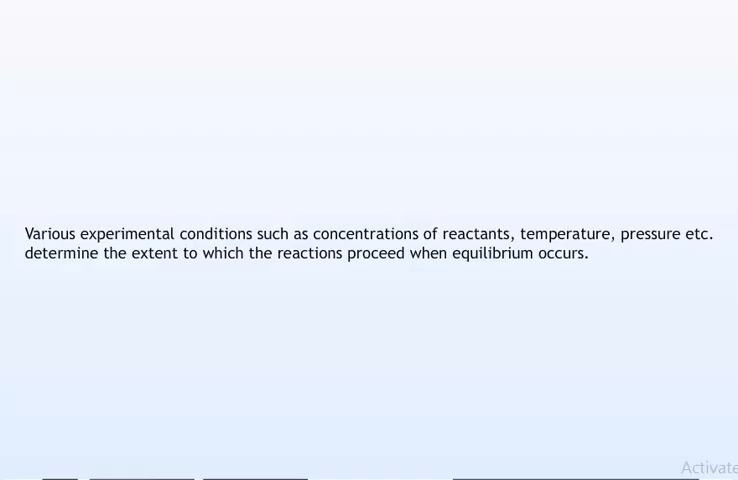 Various experimental conditions such as concentrations of reactants, temperature, pressure etc.
determine the extent to which the reactions proceed when equilibrium occurs.
Activate